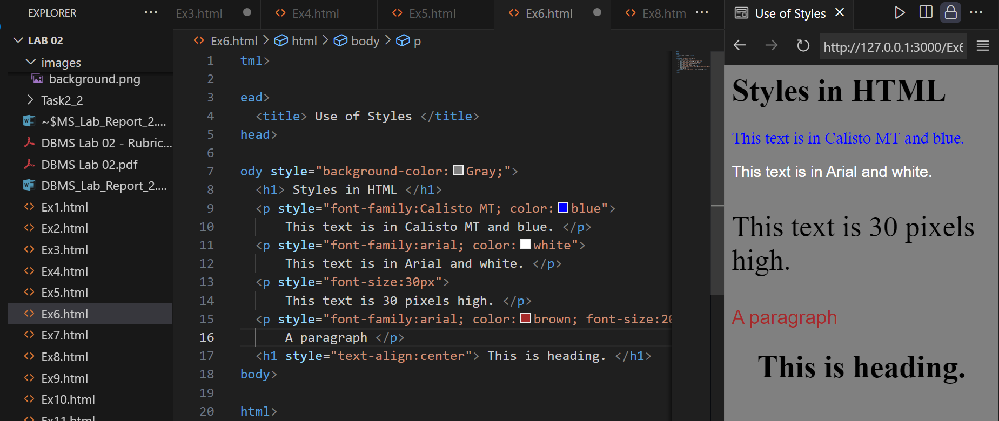 EXPLORER
LAB 02
images
background.png
Task2_2
~$MS_Lab_Report_2....
DBMS Lab 02 - Rubric...
DBMS Lab 02.pdf
DBMS_Lab_Report_2....
Ex1.html
Ex2.html
Ex3.html
Ex4.html
Ex5.html
Ex6.html
Ex7.html
Ex8.html
Ex9.html
Ex10.html
Ex11.html
Ex3.html
Ex4.html
Ex5.html
Ex6.html
Ex8.htm
Ex6.html > html > body > p
1 tml>
2
3 ead>
4 <title> Use of Styles </title>
5 head>
6
7 ody style="background-color:Gray;">
8 <h1> Styles in HTML </h1>
9 <p style="font-family:Calisto MT; color:blue">
10 This text is in Calisto MT and blue. </p>
11 <p style="font-family:arial; color:white">
12 This text is in Arial and white. </p>
13 <p style="font-size:30px">
14 This text is 30 pixels high. </p>
15 <p style="font-family:arial; color:brown; font-size:20
16 A paragraph </p>
17 <h1 style="text-align:center"> This is heading. </h1>
18 body>
19
20 html>
Use of Styles
http://127.0.0.1:3000/Ex6
Styles in HTML
This text is in Calisto MT and blue.
This text is in Arial and white.
This text is 30 pixels
high.
A paragraph
This is heading.